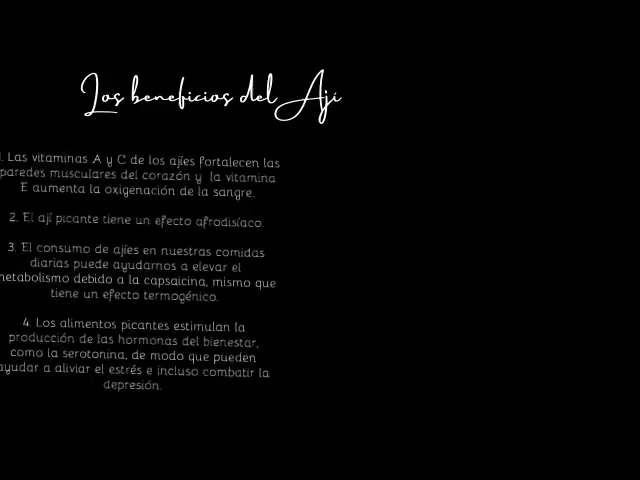 Los beneficios del Ají
1. Las vitaminas A y C de los ajíes fortalecen las
paredes musculares del corazón y la vitamina
E aumenta la oxigenación de la sangre.
2. El ají picante tiene un efecto afrodisíaco.
3. El consumo de ajíes en nuestras comidas
diarias puede ayudarnos a elevar el
metabolismo debido a la capsaicina, mismo que
tiene un efecto termogénico.
4. Los alimentos picantes estimulan la
producción de las hormonas del bienestar,
como la serotonina, de modo que pueden
ayudar a aliviar el estrés e incluso combatir la
depresión.